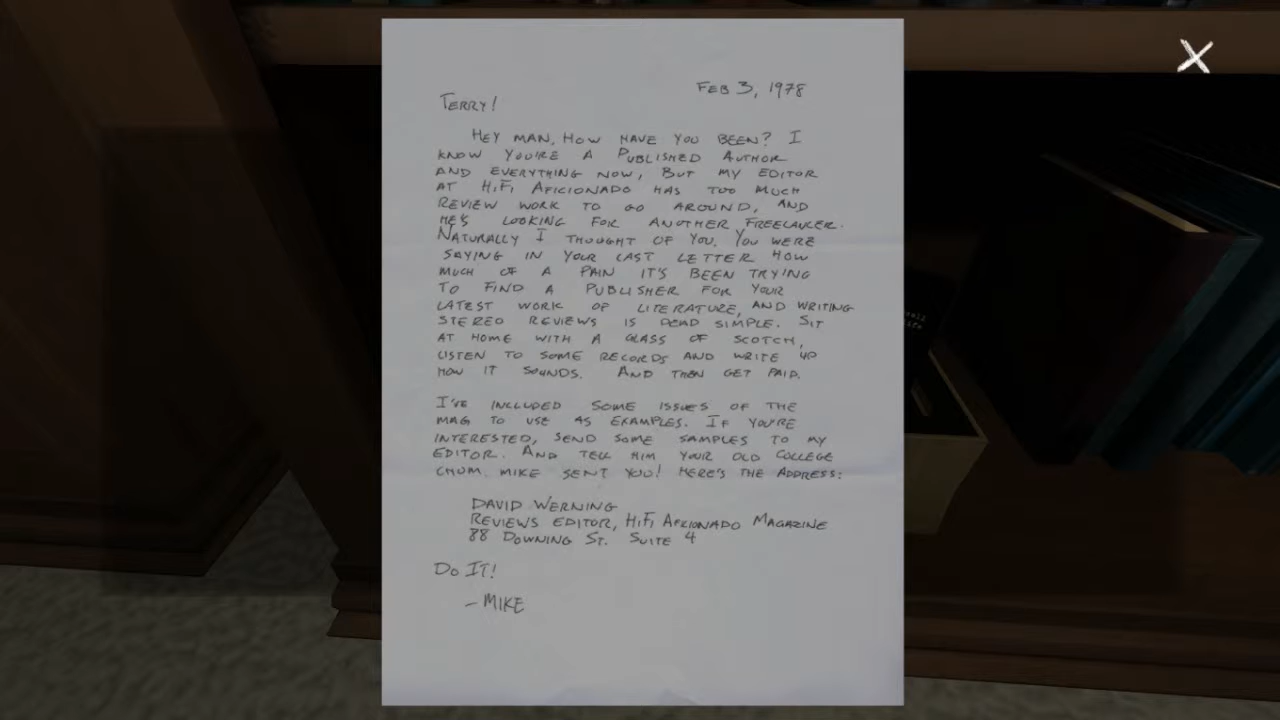 FEB 3, 1978
TERRY!
HEY MAN, HOW HAVE YOU BEEN? I
KNOW YOU'RE A PUBLISHED AUTHOR
AND EVERYTHING NOW, BUT MY EDITOR
AT HIFI AFICIONADO HAS TOO MUCH
REVIEW WORK TO GO AROUND, AND
HE'S LOOKING FOR ANOTHER FREELANCER.
NATURALLY I THOUGHT OF YOU. YOU WERE
SAYING IN YOUR LAST LETTER HOW
MUCH OF A PAIN IT'S BEEN TRYING
TO FIND A PUBLISHER FOR YOUR
LATEST WORK OF LITERATURE, AND WRITING
STEREO REVIEWS IS DEAD SIMPLE. SIT
AT HOME WITH A GLASS OF SCOTCH,
LISTEN TO SOME RECORDS AND WRITE UP
HOW IT SOUNDS. AND THEN GET PAID.
I'VE INCLUDED SOME ISSUES OF THE
MAG TO USE AS EXAMPLES. IF YOU'RE
INTERESTED, SEND SOME SAMPLES TO MY
EDITOR. AND TELL HIM YOUR OLD COLLEGE
CHUM MIKE SENT YOU! HERE'S THE ADDRESS:
DAVID WERNING
REVIEWS EDITOR, HIFI AFICIONADO MAGAZINE
88 DOWNING ST. SUITE 4
DO IT!
– MIKE